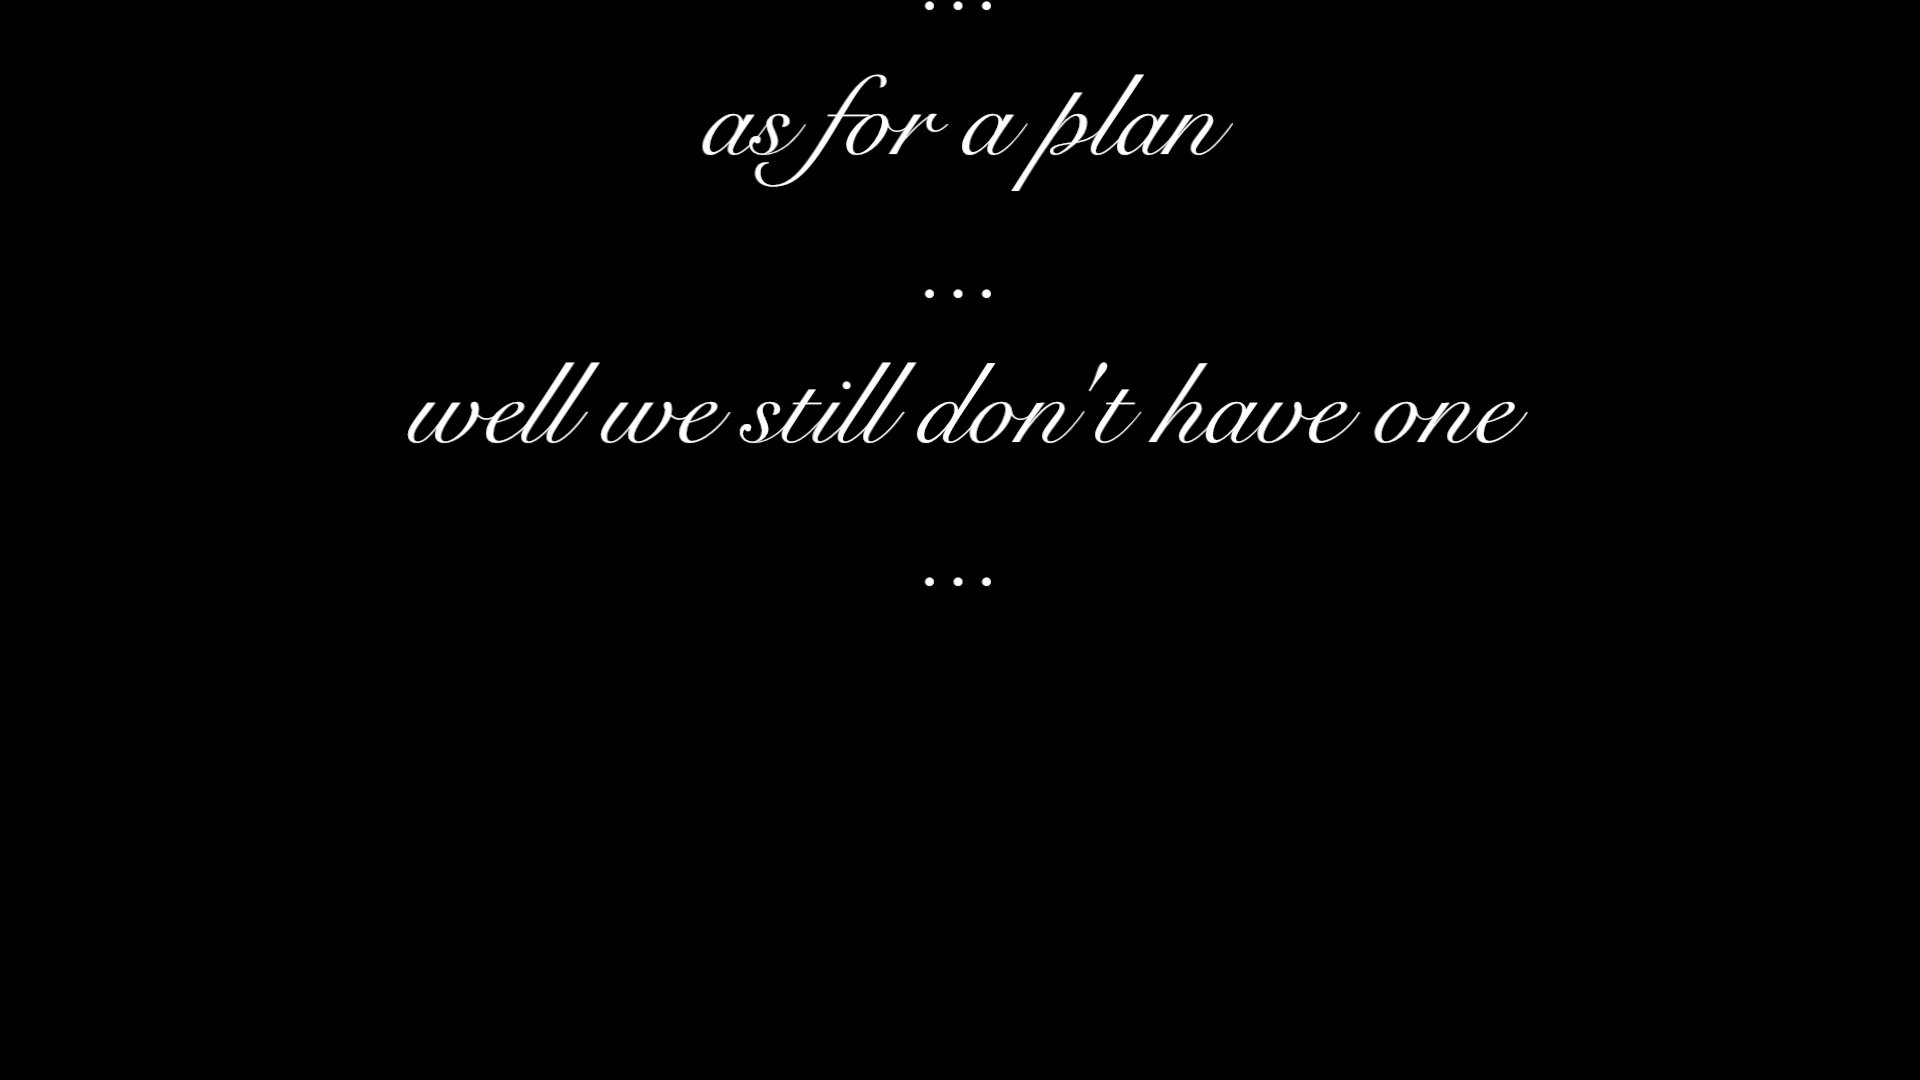 ...
as for a plan
...
well we still don't have one
...